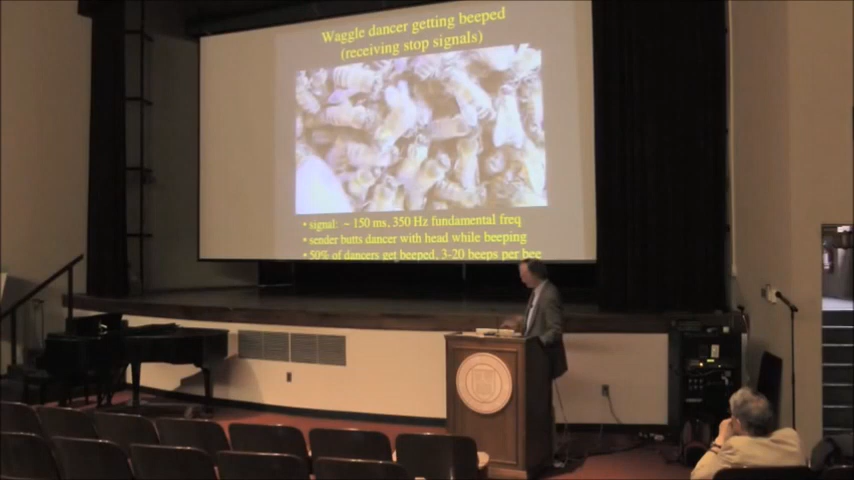 Waggle dancer getting beeped
(receiving stop signals)
• signal: ~ 150 ms, 350 Hz fundamental freq
• sender butts dancer with head while beeping
• 50% of dancers get beeped, 3-20 beeps per bee